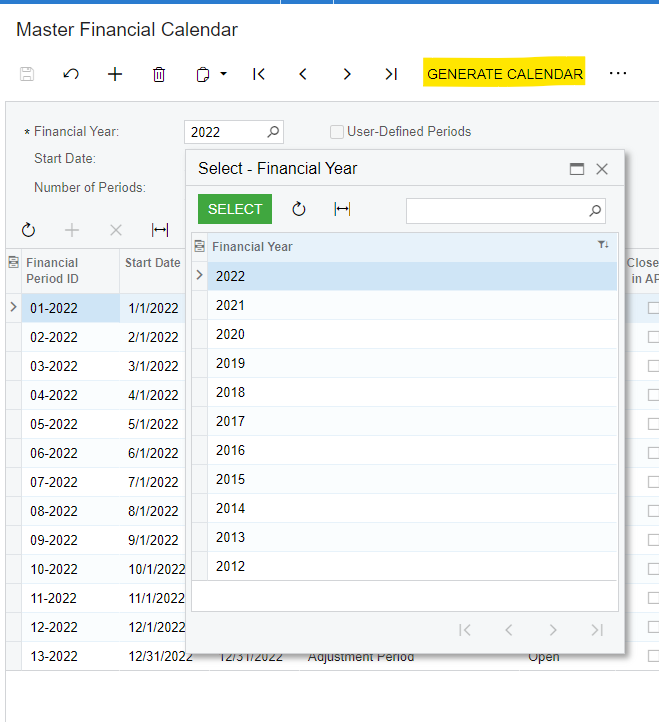 Master Financial Calendar
GENERATE CALENDAR
* Financial Year: 2022 User-Defined Periods
Start Date:
Number of Periods:
Select - Financial Year
SELECT
Financial Year
2022
2021
2020
2019
2018
2017
2016
2015
2014
2013
2012
Financial Period ID Start Date Close in AP
01-2022 1/1/2022
02-2022 2/1/2022
03-2022 3/1/2022
04-2022 4/1/2022
05-2022 5/1/2022
06-2022 6/1/2022
07-2022 7/1/2022
08-2022 8/1/2022
09-2022 9/1/2022
10-2022 10/1/2022
11-2022 11/1/2022
12-2022 12/1/2022
13-2022 12/31/2022 12/31/2022 Adjustment Period Open